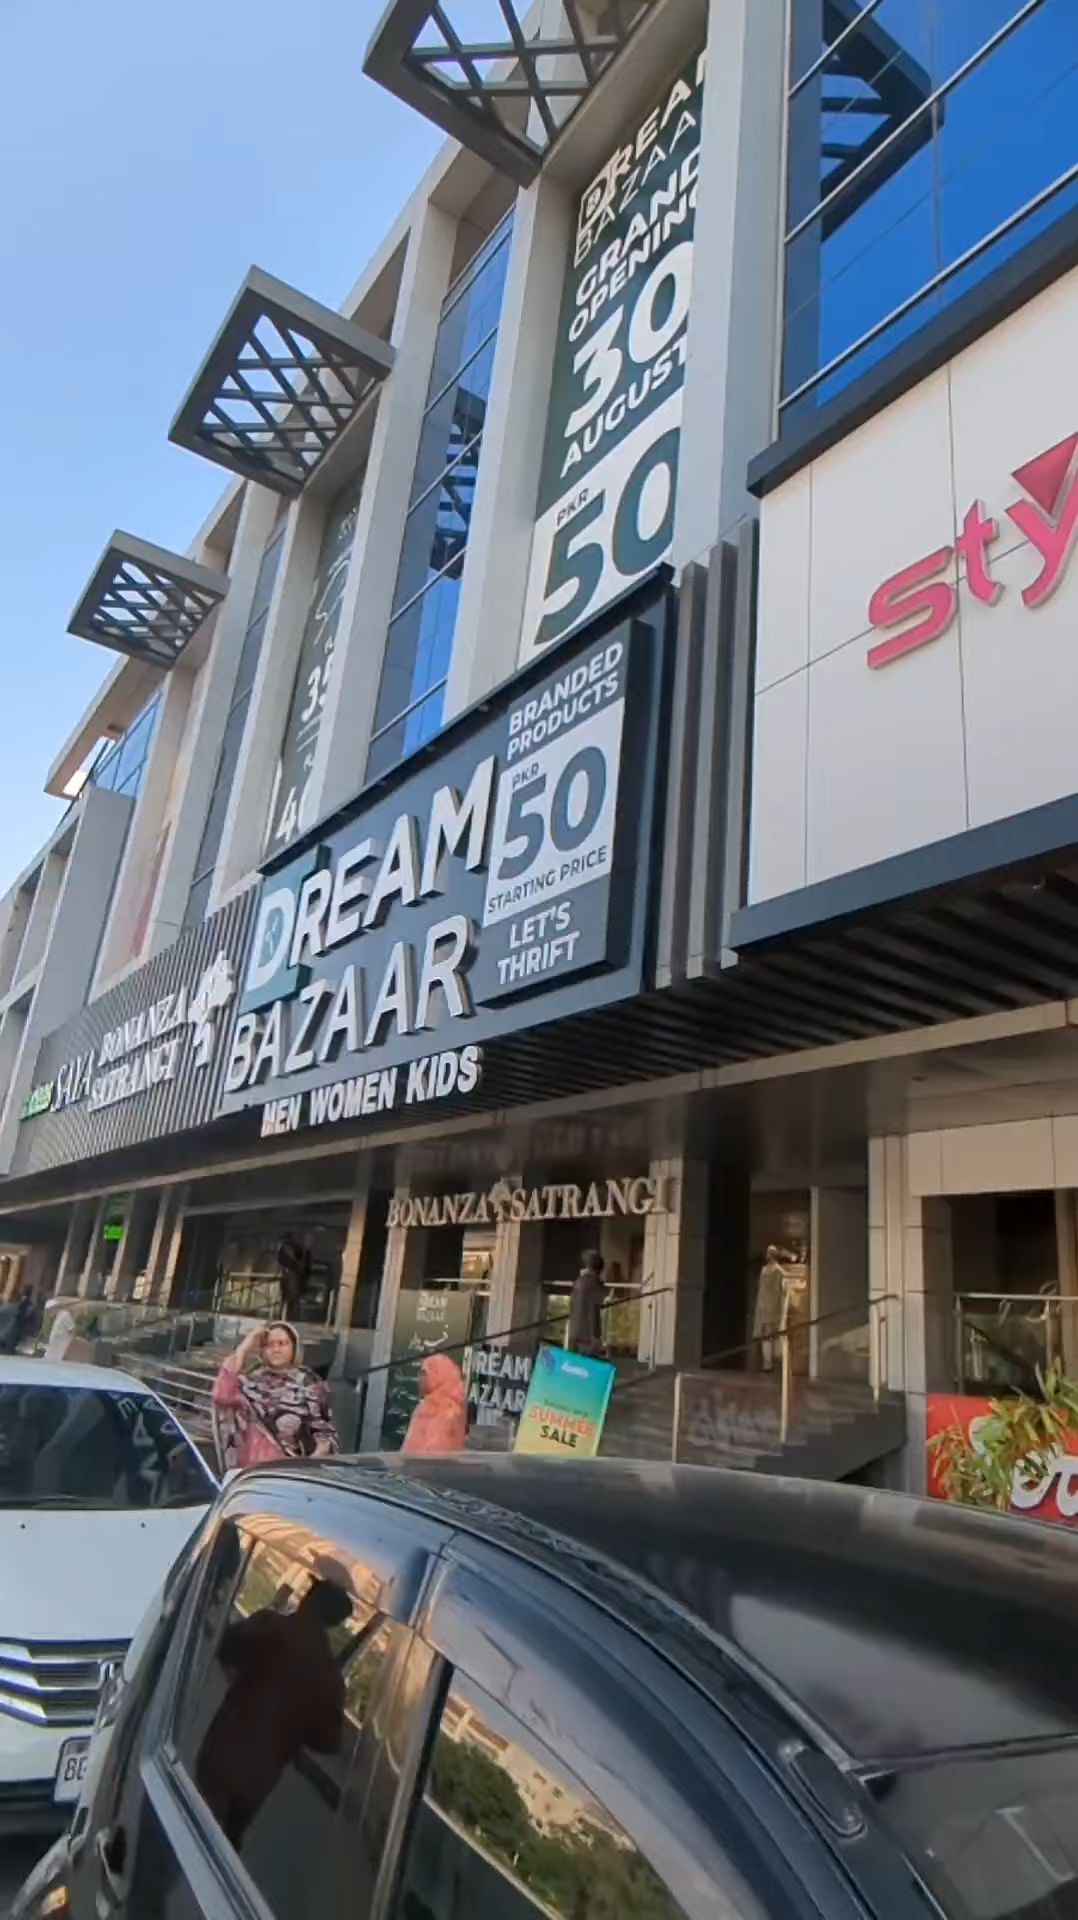 DREAM
BAZAAR
GRAND
OPENING
30
AUGUST
PKR
50
Sty
BRANDED
PRODUCTS
PKR
50
STARTING PRICE
LET'S
THRIFT
DREAM
BAZAAR
MEN WOMEN KIDS
SAYA
BONANZA
SATRANGI
BONANZA SATRANGI
DREAM
BAZAAR
SUMMER
SALE